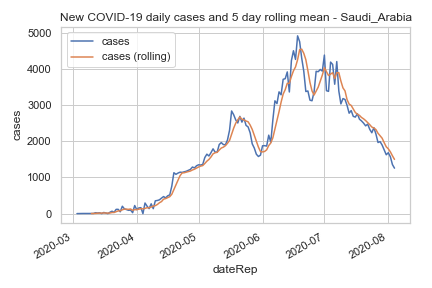 New COVID-19 daily cases and 5 day rolling mean - Saudi_Arabia
cases
cases (rolling)
5000
4000
3000
2000
1000
0
cases
2020-03
2020-04
2020-05
2020-06
2020-07
2020-08
dateRep